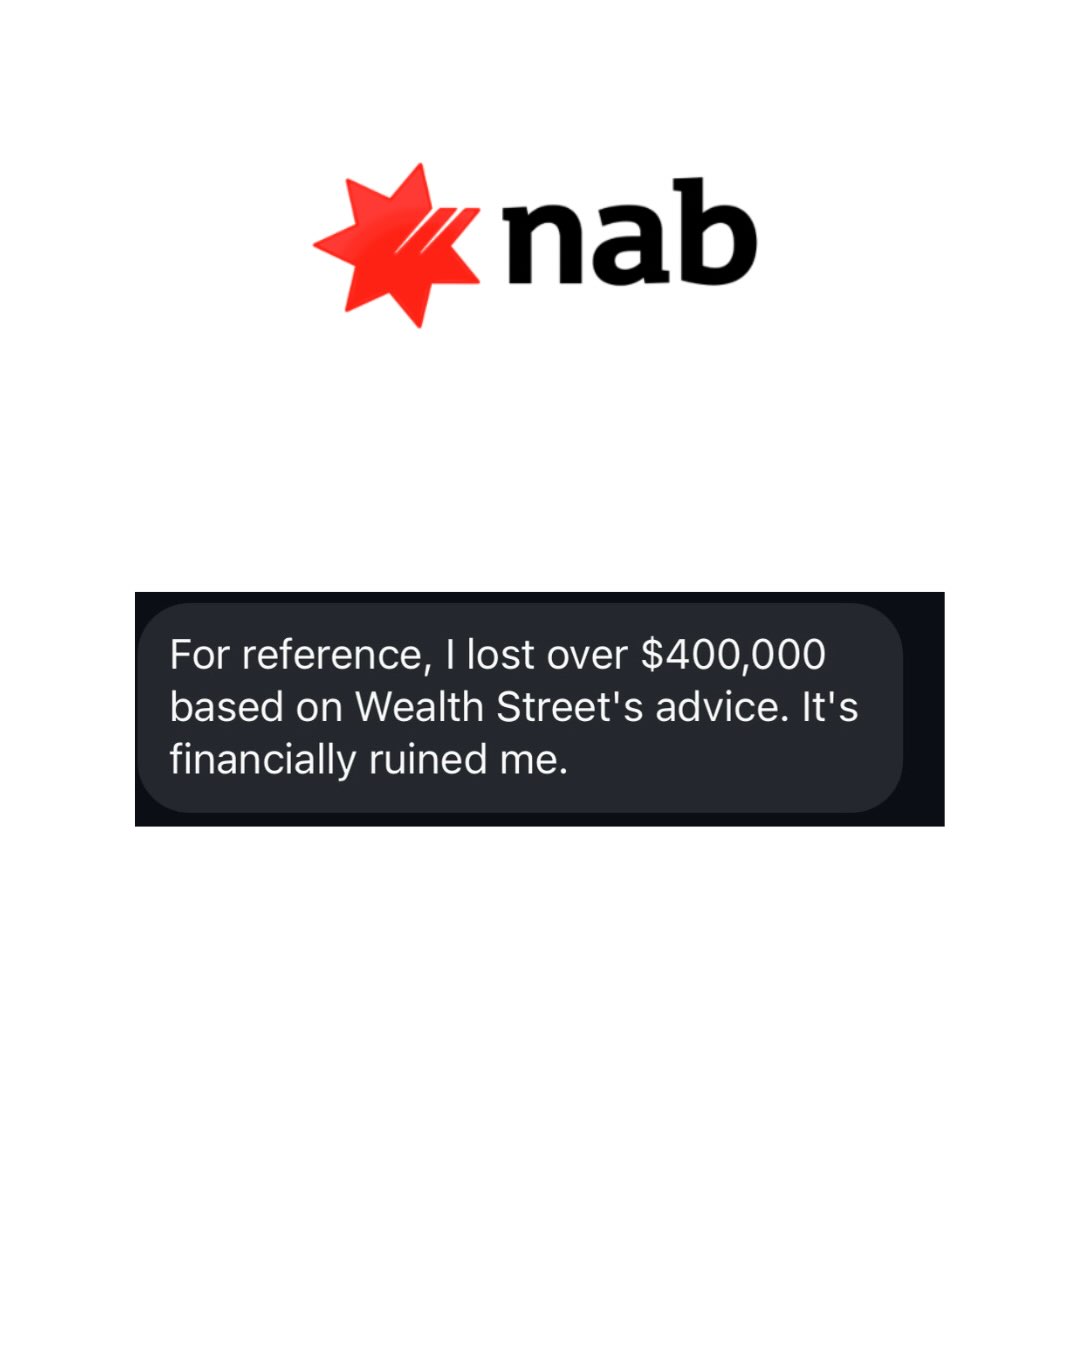 nab
For reference, I lost over $400,000
based on Wealth Street's advice. It's
financially ruined me.